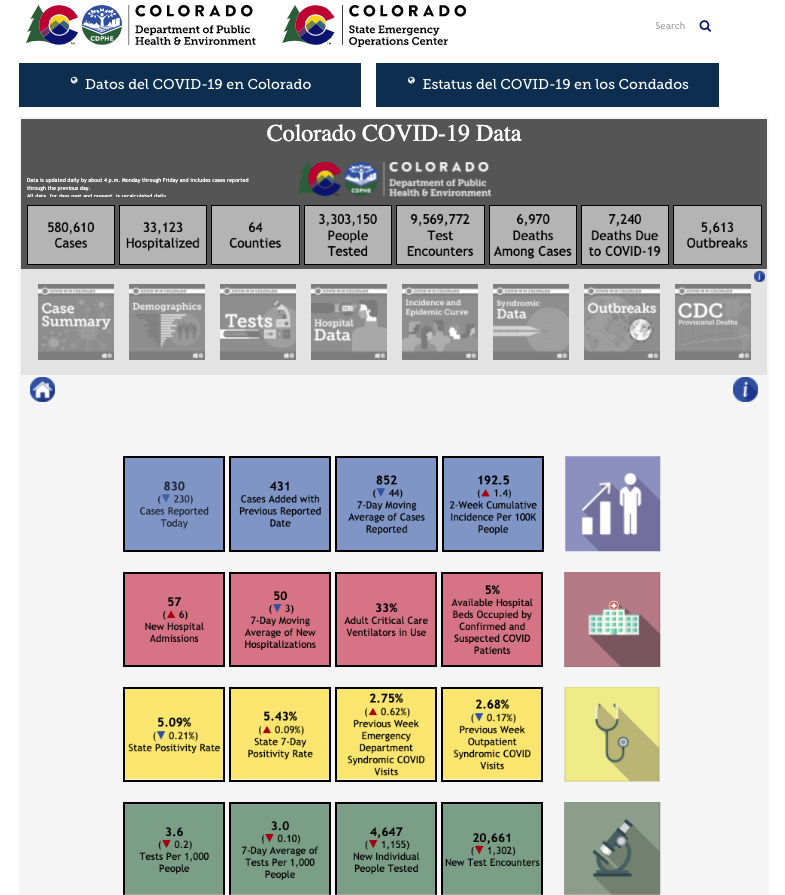 COLORADO
Department of Public
Health & Environment
CDPHE
COLORADO
State Emergency
Operations Center
Search
Datos del COVID-19 en Colorado
Estatus del COVID-19 en los Condados
Colorado COVID-19 Data
Data is updated daily by about 4 p.m. Monday through Friday and includes cases reported
through the previous day.
All data, for days past and present, is recalculated daily
COLORADO
Department of Public
Health & Environment
CDPHE
580,610
Cases
33,123
Hospitalized
64
Counties
3,303,150
People
Tested
9,569,772
Test
Encounters
6,970
Deaths
Among Cases
7,240
Deaths Due
to COVID-19
5,613
Outbreaks
i
Case
Summary
Demographics
Tests
Hospital
Data
Incidence and
Epidemic Curve
Syndromic
Data
Outbreaks
CDC
Provisional Deaths
i
830
(▼ 230)
Cases Reported
Today
431
Cases Added with
Previous Reported
Date
852
(▼ 44)
7-Day Moving
Average of Cases
Reported
192.5
(▲ 1.4)
2-Week Cumulative
Incidence Per 100K
People
57
(▲ 6)
New Hospital
Admissions
50
(▼ 3)
7-Day Moving
Average of New
Hospitalizations
33%
Adult Critical Care
Ventilators in Use
5%
Available Hospital
Beds Occupied by
Confirmed and
Suspected COVID
Patients
5.09%
(▼ 0.21%)
State Positivity Rate
5.43%
(▲ 0.09%)
State 7-Day
Positivity Rate
2.75%
(▲ 0.62%)
Previous Week
Emergency
Department
Syndromic COVID
Visits
2.68%
(▼ 0.17%)
Previous Week
Outpatient
Syndromic COVID
Visits
3.6
(▼ 0.2)
Tests Per 1,000
People
3.0
(▼ 0.10)
7-Day Average of
Tests Per 1,000
People
4,647
(▼ 1,155)
New Individual
People Tested
20,661
(▼ 1,302)
New Test Encounters